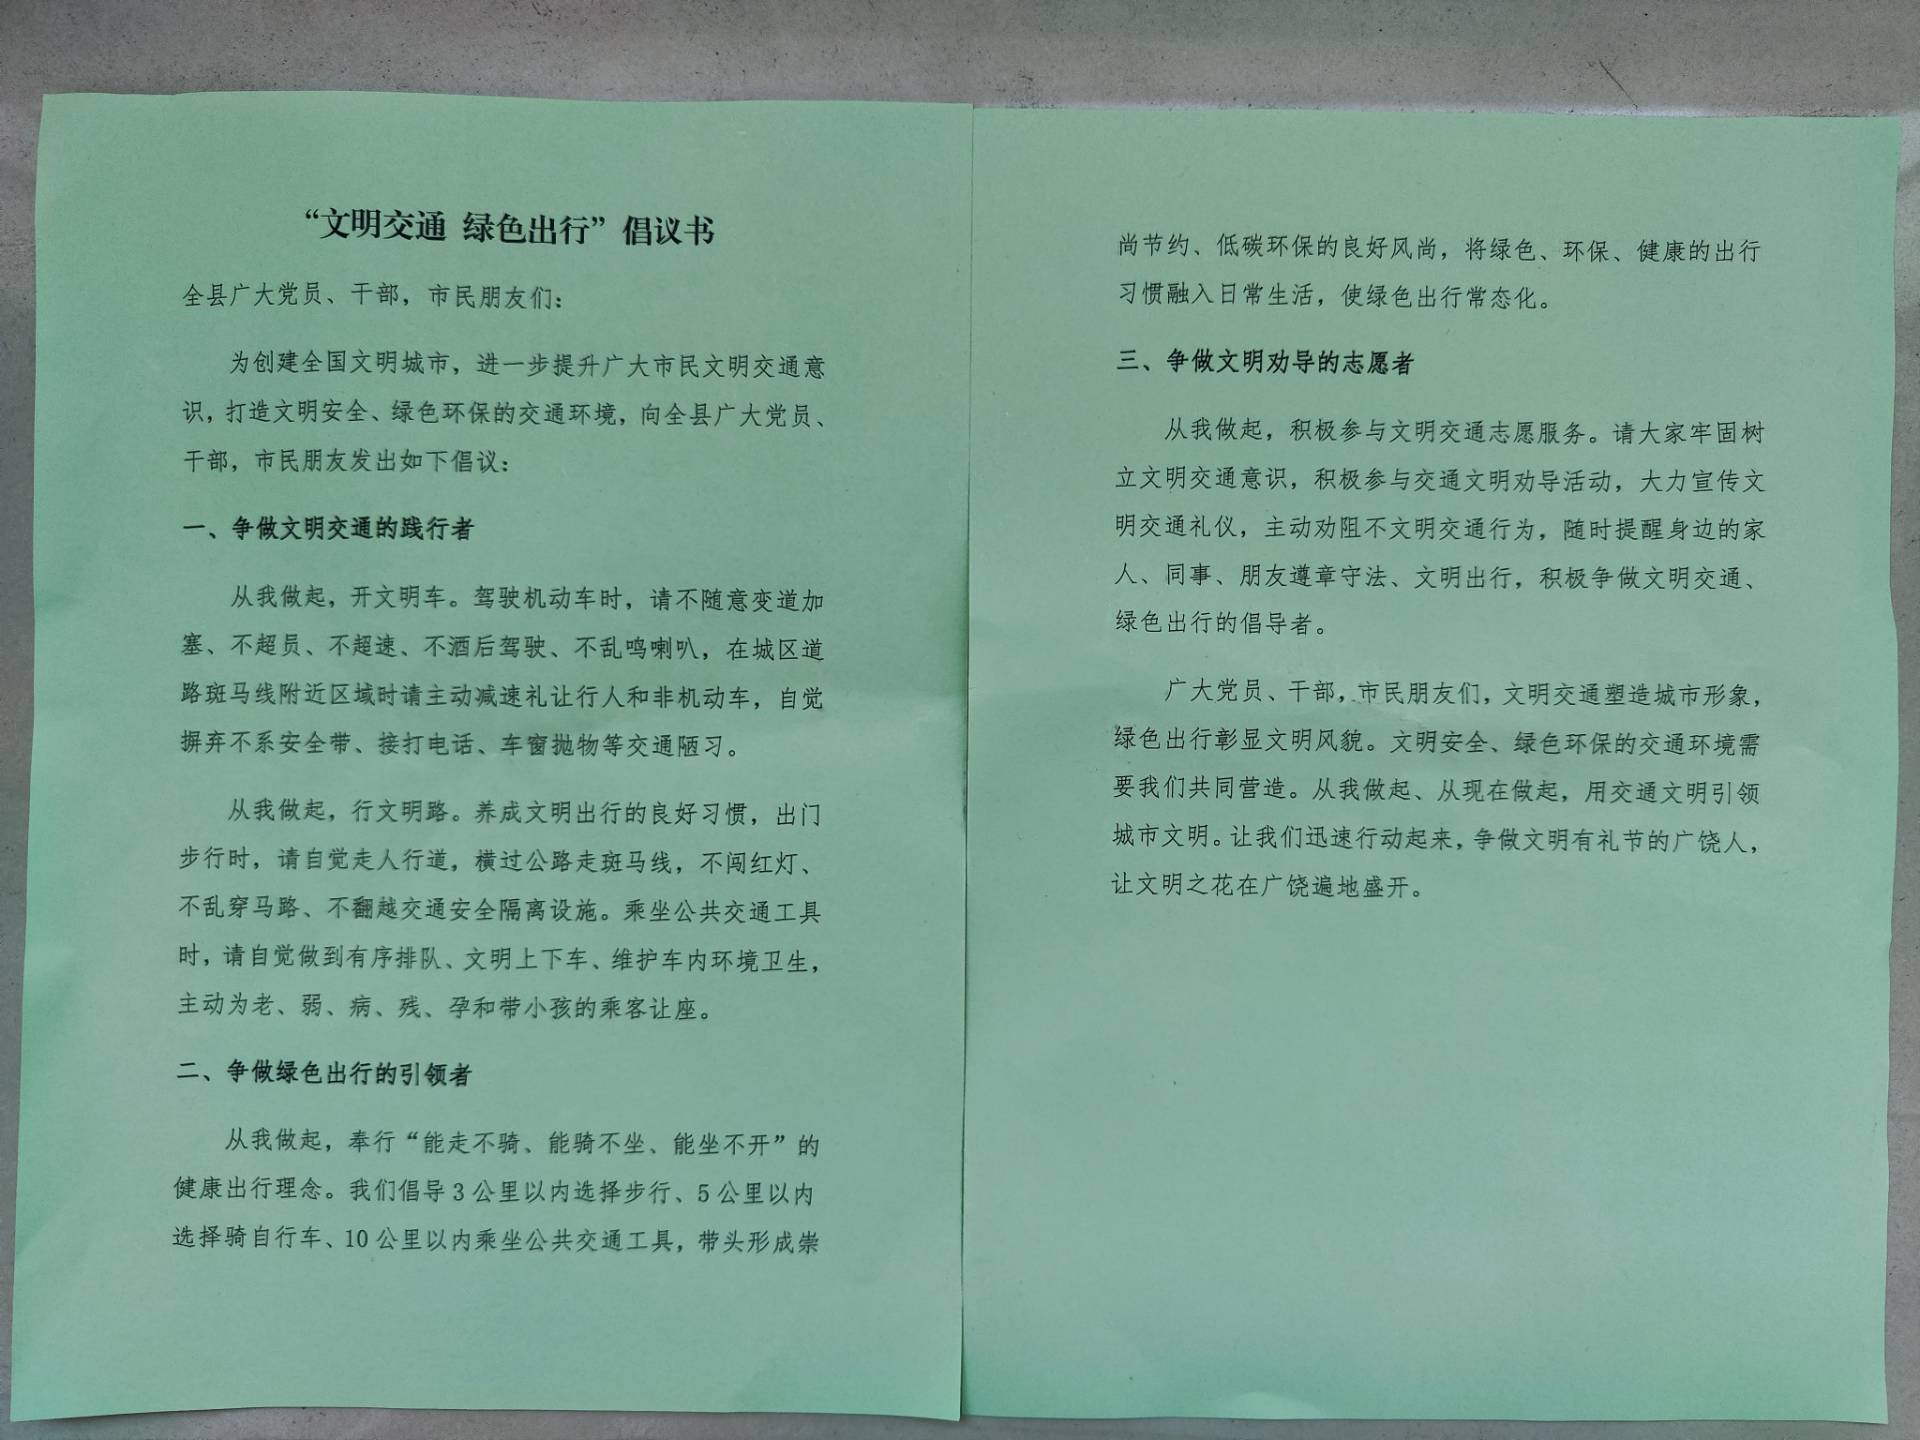 “文明交通 绿色出行”倡议书
全县广大党员、干部，市民朋友们：
为创建全国文明城市，进一步提升广大市民文明交通意
识，打造文明安全、绿色环保的交通环境，向全县广大党员、
干部，市民朋友发出如下倡议：
一、争做文明交通的践行者
从我做起，开文明车。驾驶机动车时，请不随意变道加
塞、不超员、不超速、不酒后驾驶、不乱鸣喇叭，在城区道
路斑马线附近区域时请主动减速礼让行人和非机动车，自觉
摒弃不系安全带、接打电话、车窗抛物等交通陋习。
从我做起，行文明路。养成文明出行的良好习惯，出门
步行时，请自觉走人行道，横过公路走斑马线，不闯红灯、
不乱穿马路、不翻越交通安全隔离设施。乘坐公共交通工具
时，请自觉做到有序排队、文明上下车、维护车内环境卫生，
主动为老、弱、病、残、孕和带小孩的乘客让座。
二、争做绿色出行的引领者
从我做起，奉行“能走不骑、能骑不坐、能坐不开”的
健康出行理念。我们倡导 3 公里以内选择步行、5 公里以内
选择骑自行车、10 公里以内乘坐公共交通工具，带头形成崇
尚节约、低碳环保的良好风尚，将绿色、环保、健康的出行
习惯融入日常生活，使绿色出行常态化。
三、争做文明劝导的志愿者
从我做起，积极参与文明交通志愿服务。请大家牢固树
立文明交通意识，积极参与交通文明劝导活动，大力宣传文
明交通礼仪，主动劝阻不文明交通行为，随时提醒身边的家
人、同事、朋友遵章守法、文明出行，积极争做文明交通、
绿色出行的倡导者。
广大党员、干部，市民朋友们，文明交通塑造城市形象，
绿色出行彰显文明风貌。文明安全、绿色环保的交通环境需
要我们共同营造。从我做起、从现在做起，用交通文明引领
城市文明。让我们迅速行动起来，争做文明有礼节的广饶人，
让文明之花在广饶遍地盛开。